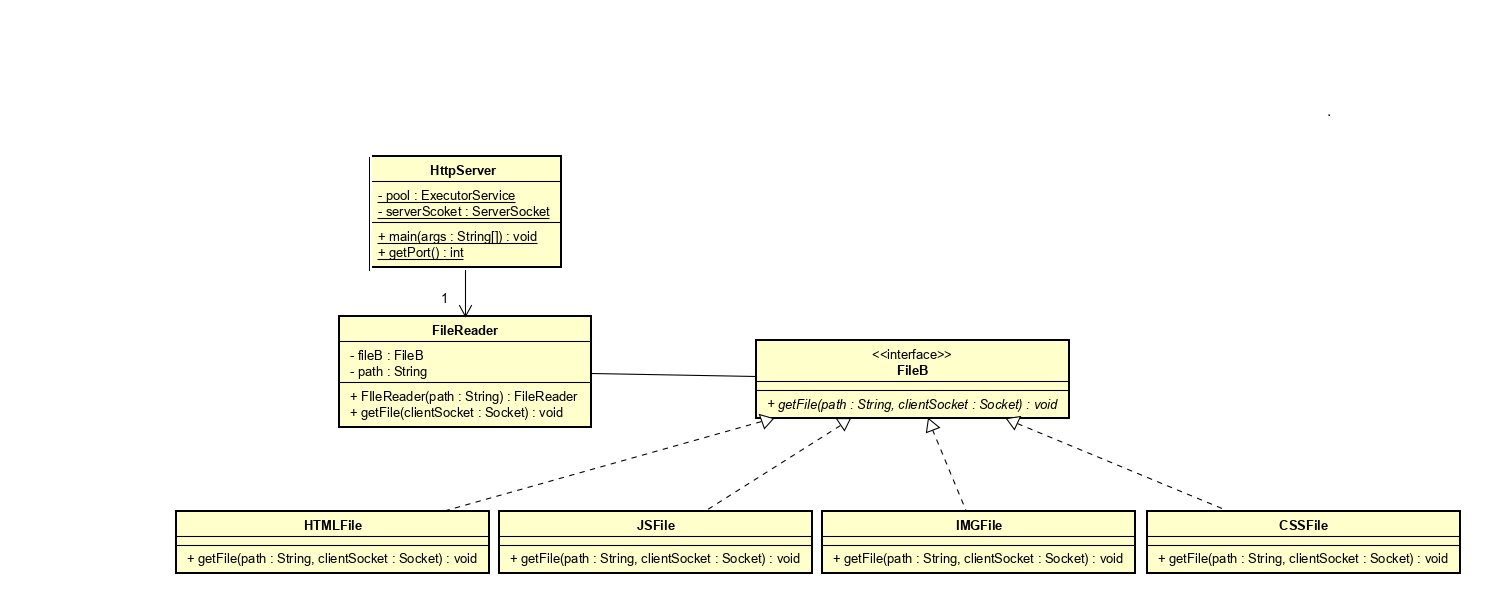 .
HttpServer
- pool : ExecutorService
- serverScoket : ServerSocket
+ main(args : String[]) : void
+ getPort() : int
1
FileReader
- fileB : FileB
- path : String
+ FIleReader(path : String) : FileReader
+ getFile(clientSocket : Socket) : void
<<interface>>
FileB
+ getFile(path : String, clientSocket : Socket) : void
HTMLFile
+ getFile(path : String, clientSocket : Socket) : void
JSFile
+ getFile(path : String, clientSocket : Socket) : void
IMGFile
+ getFile(path : String, clientSocket : Socket) : void
CSSFile
+ getFile(path : String, clientSocket : Socket) : void